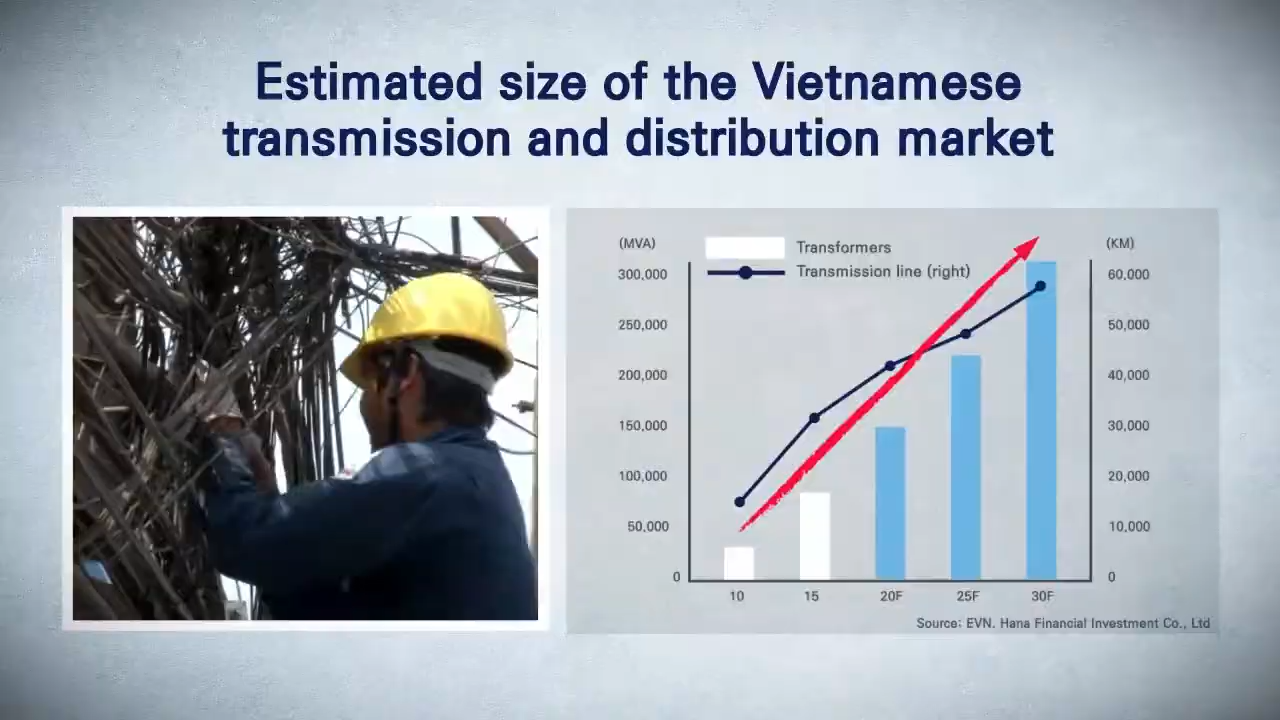 Estimated size of the Vietnamese
transmission and distribution market
(MVA)
300,000
250,000
200,000
150,000
100,000
50,000
0
Transformers
Transmission line (right)
(KM)
60,000
50,000
40,000
30,000
20,000
10,000
0
10
15
20F
25F
30F
Source: EVN. Hana Financial Investment Co., Ltd